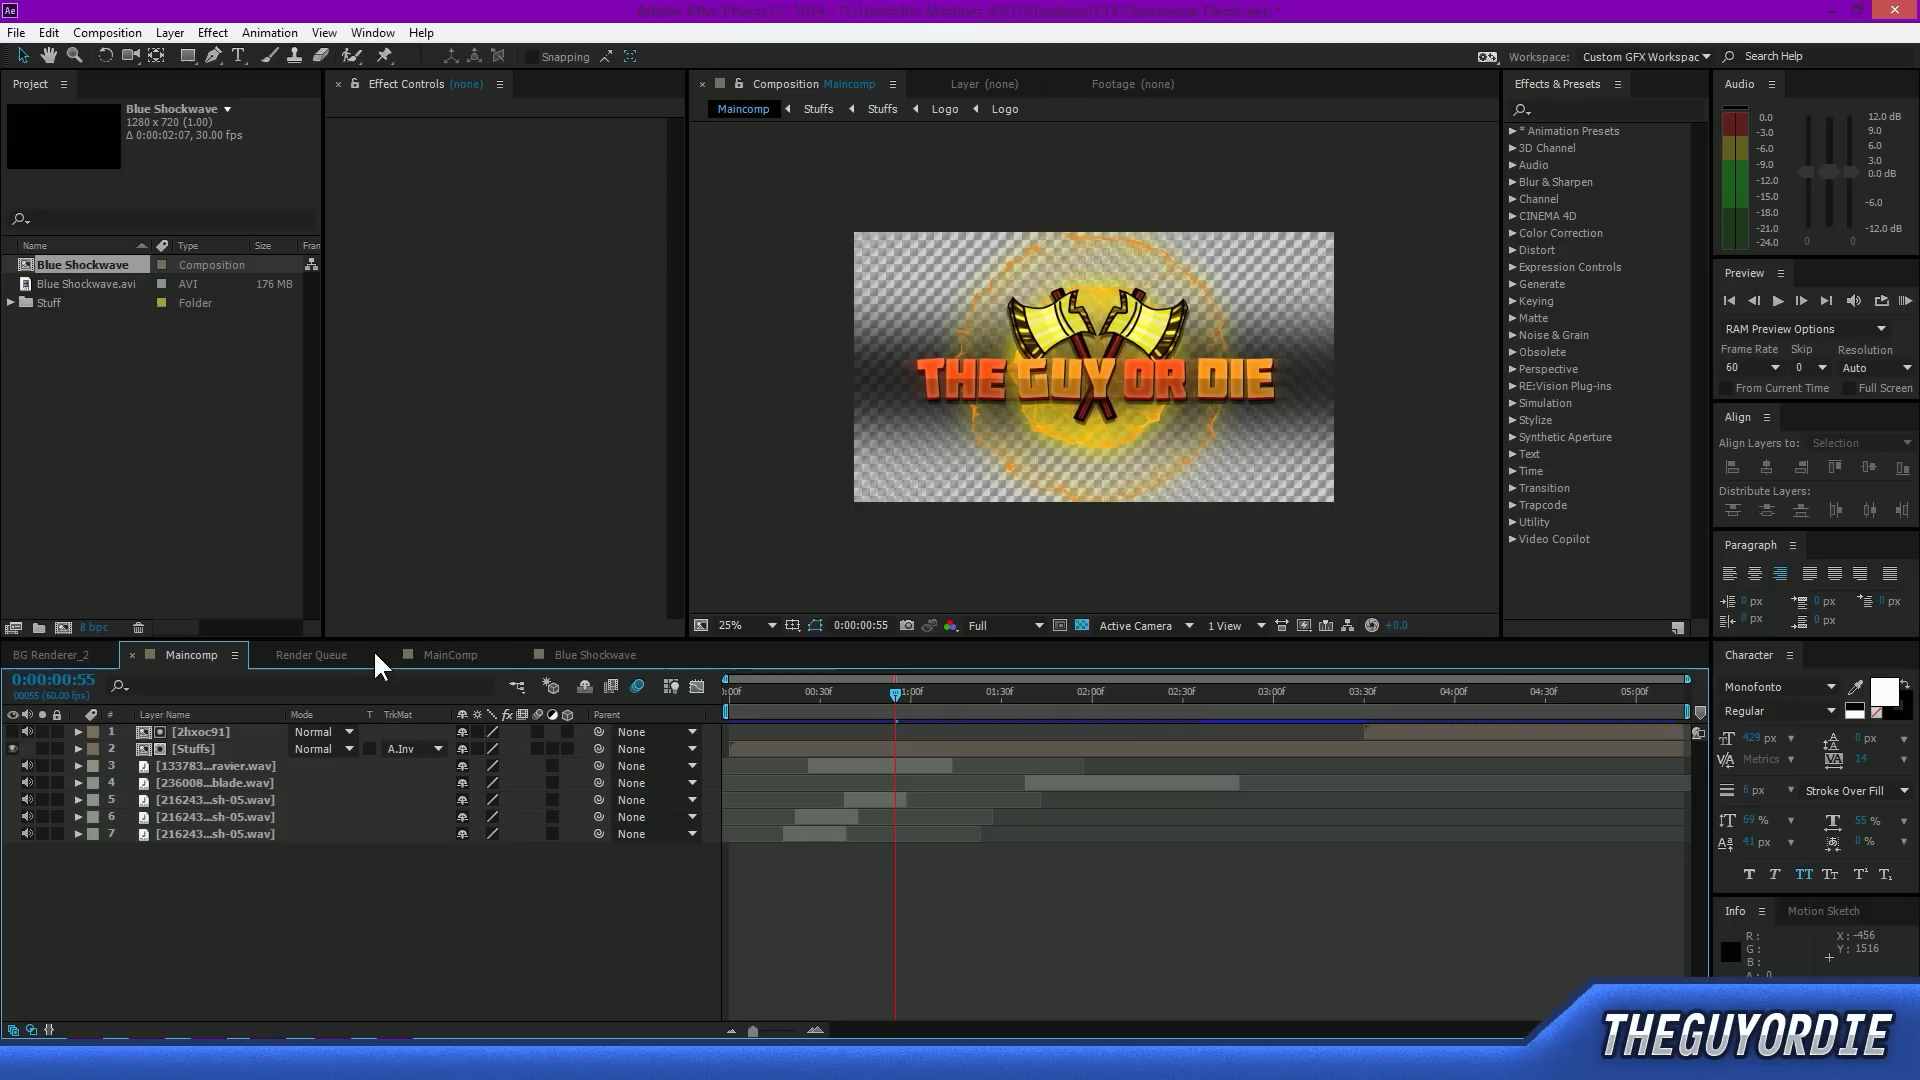 Adobe After Effects CC 2014 -
File Edit Composition Layer Effect Animation View Window Help
Snapping
Workspace: Custom GFX Workspac
Search Help
Project
Blue Shockwave
1280 x 720 (1.00)
Δ 0:00:02:07, 30.00 fps
Name Type Size Fran
Blue Shockwave Composition
Blue Shockwave.avi AVI 176 MB
Stuff Folder
8 bpc
Effect Controls (none)
Composition Maincomp
Layer (none)
Footage (none)
Maincomp Stuffs Stuffs Logo Logo
THE GUY OR DIE
25%
0:00:00:55
Full
Active Camera
1 View
+0.0
Effects & Presets
* Animation Presets
3D Channel
Audio
Blur & Sharpen
Channel
CINEMA 4D
Color Correction
Distort
Expression Controls
Generate
Keying
Matte
Noise & Grain
Obsolete
Perspective
RE:Vision Plug-ins
Simulation
Stylize
Synthetic Aperture
Text
Time
Transition
Trapcode
Utility
Video Copilot
Audio
0.0 12.0 dB
-3.0 9.0
-6.0 6.0
-9.0 3.0
-12.0 0.0 dB
-15.0
-18.0 -6.0
-21.0
-24.0 0 0 -12.0 dB
Preview
RAM Preview Options
Frame Rate Skip Resolution
60 0 Auto
From Current Time Full Screen
Align
Align Layers to: Selection
Distribute Layers:
Paragraph
0 px 0 px 0 px
0 px 0 px
Character
Monofonto
Regular
429 px 0 px
Metrics 14
6 px Stroke Over Fill
69 % 55 %
41 px 0 %
Info Motion Sketch
R : X : -456
G : Y : 1516
B :
A : 0
BG Renderer_2
Maincomp
Render Queue
MainComp
Blue Shockwave
0:00:00:55
00055 (60.00 fps)
:00f 00:30f 1:00f 01:30f 02:00f 02:30f 03:00f 03:30f 04:00f 04:30f 05:00f
# Layer Name Mode T TrkMat Parent
1 [2hxoc91] Normal None
2 [Stuffs] Normal A.Inv None
3 [133783...ravier.wav] None
4 [236008...blade.wav] None
5 [216243...sh-05.wav] None
6 [216243...sh-05.wav] None
7 [216243...sh-05.wav] None
THEGUYORDIE